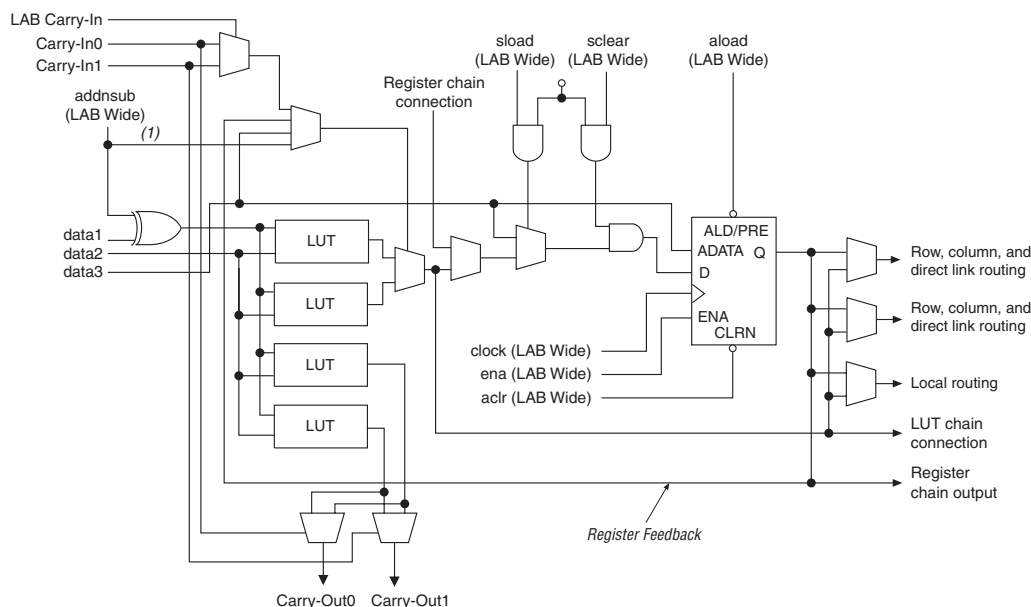 LAB Carry-In
Carry-In0
Carry-In1
addnsub
(LAB Wide)
(1)
Register chain
connection
sload
(LAB Wide)
sclear
(LAB Wide)
aload
(LAB Wide)
data1
data2
data3
LUT
LUT
LUT
LUT
ALD/PRE
ADATA
Q
D
ENA
CLRN
clock (LAB Wide)
ena (LAB Wide)
aclr (LAB Wide)
Row, column, and
direct link routing
Row, column, and
direct link routing
Local routing
LUT chain
connection
Register
chain output
Register Feedback
Carry-Out0
Carry-Out1